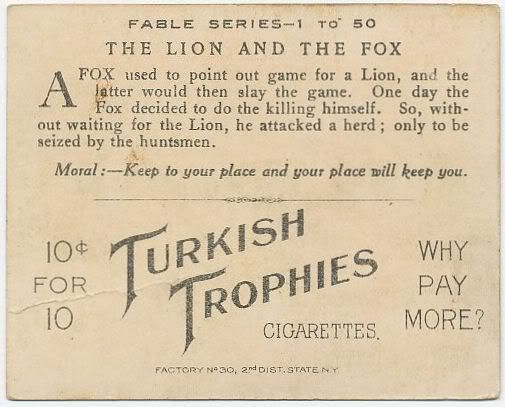 FABLE SERIES—1 TO 50
THE LION AND THE FOX
A FOX used to point out game for a Lion, and the
latter would then slay the game. One day the
Fox decided to do the killing himself. So, with-
out waiting for the Lion, he attacked a herd; only to be
seized by the huntsmen.
Moral:—Keep to your place and your place will keep you.
10¢
FOR
10
TURKISH
TROPHIES
CIGARETTES.
WHY
PAY
MORE?
FACTORY No 30, 2nd DIST. STATE N.Y.